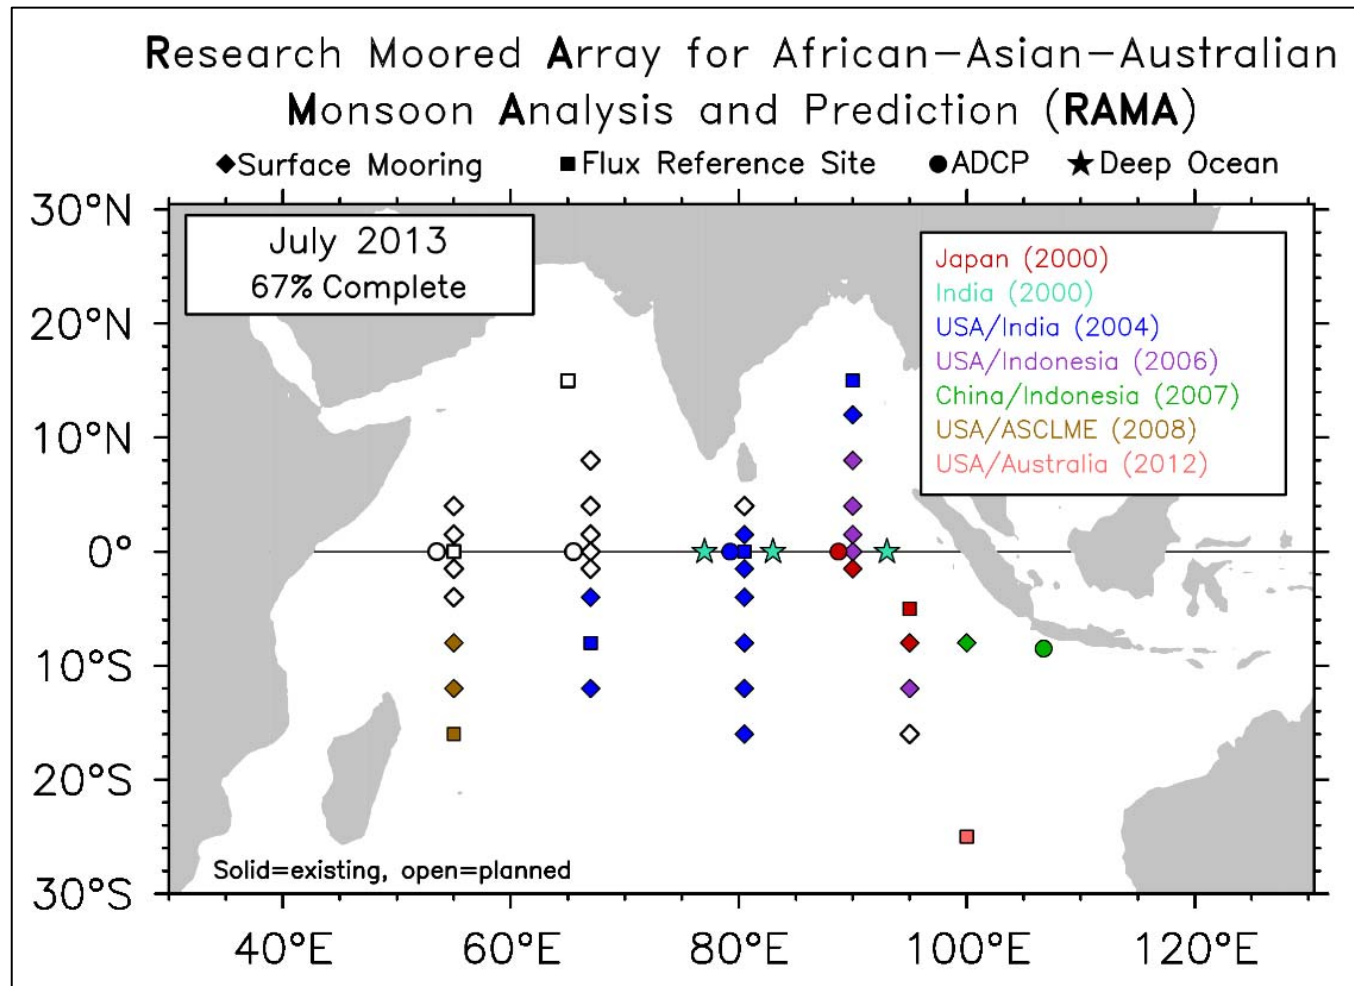 Research Moored Array for African-Asian-Australian
Monsoon Analysis and Prediction (RAMA)
Surface Mooring Flux Reference Site ADCP Deep Ocean
30°N
20°N
10°N
0°
10°S
20°S
30°S
July 2013
67% Complete
Japan (2000)
India (2000)
USA/India (2004)
USA/Indonesia (2006)
China/Indonesia (2007)
USA/ASCLME (2008)
USA/Australia (2012)
Solid=existing, open=planned
40°E 60°E 80°E 100°E 120°E